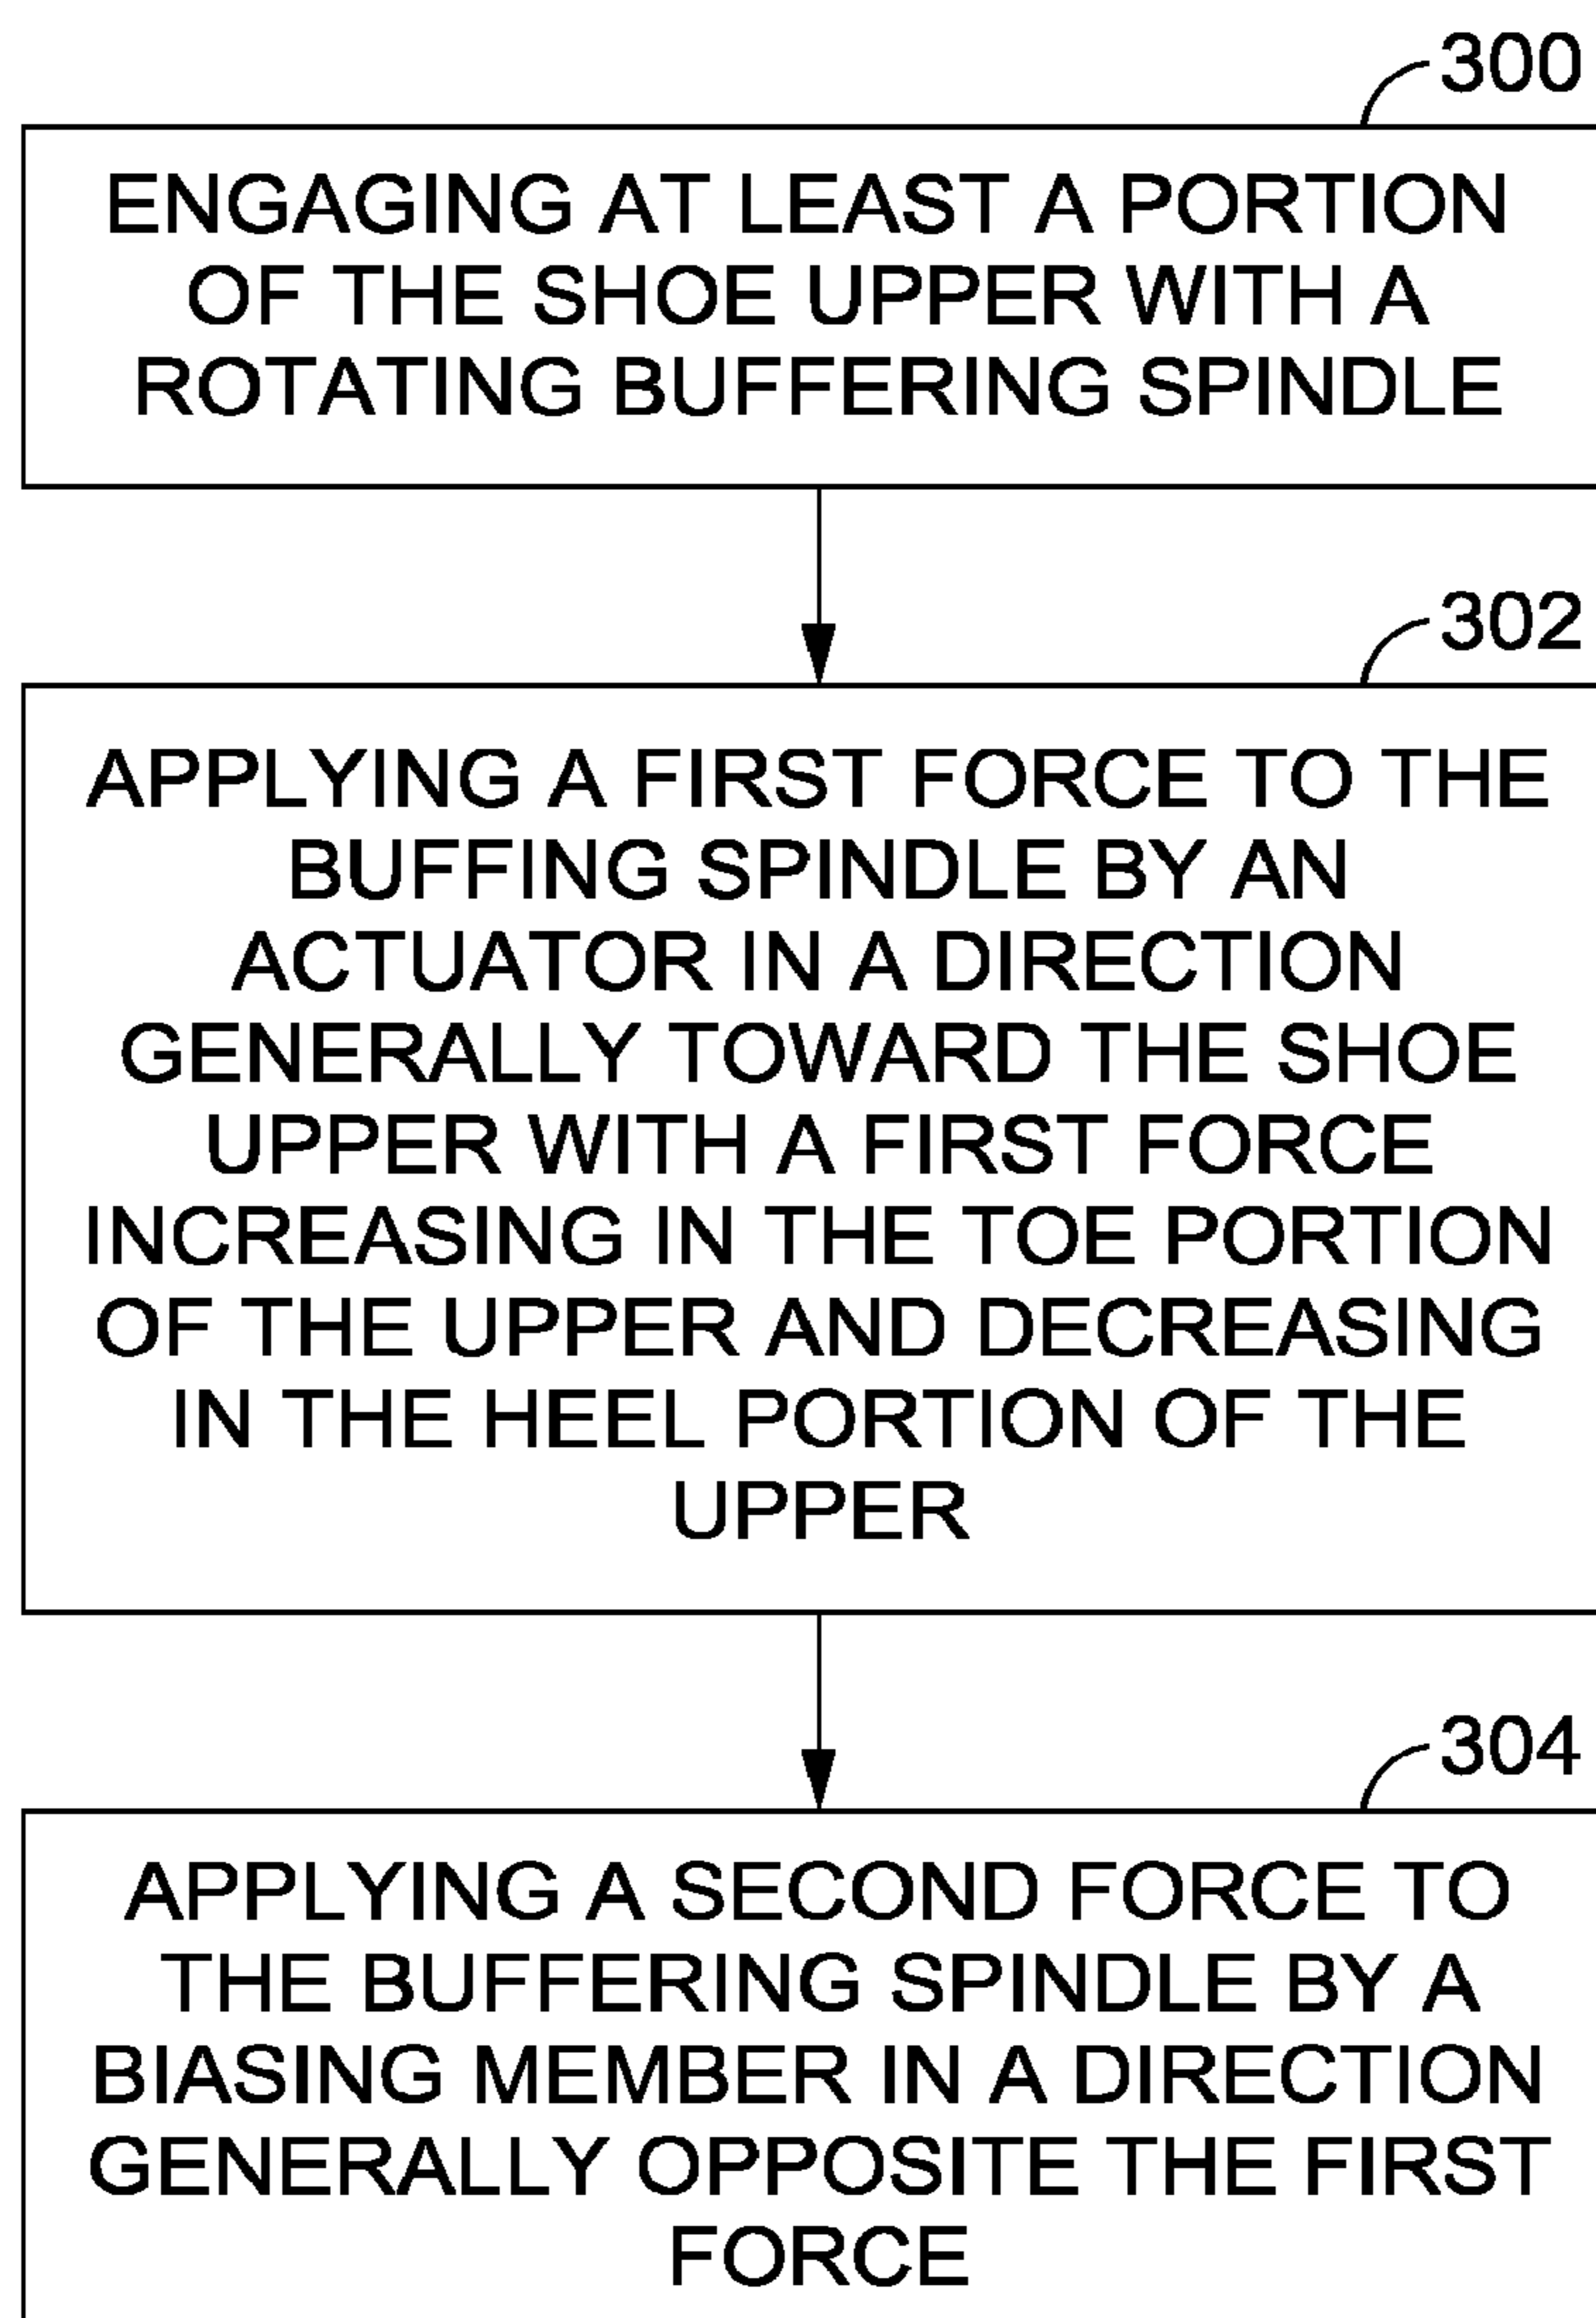 300
ENGAGING AT LEAST A PORTION
OF THE SHOE UPPER WITH A
ROTATING BUFFERING SPINDLE
302
APPLYING A FIRST FORCE TO THE
BUFFING SPINDLE BY AN
ACTUATOR IN A DIRECTION
GENERALLY TOWARD THE SHOE
UPPER WITH A FIRST FORCE
INCREASING IN THE TOE PORTION
OF THE UPPER AND DECREASING
IN THE HEEL PORTION OF THE
UPPER
304
APPLYING A SECOND FORCE TO
THE BUFFERING SPINDLE BY A
BIASING MEMBER IN A DIRECTION
GENERALLY OPPOSITE THE FIRST
FORCE